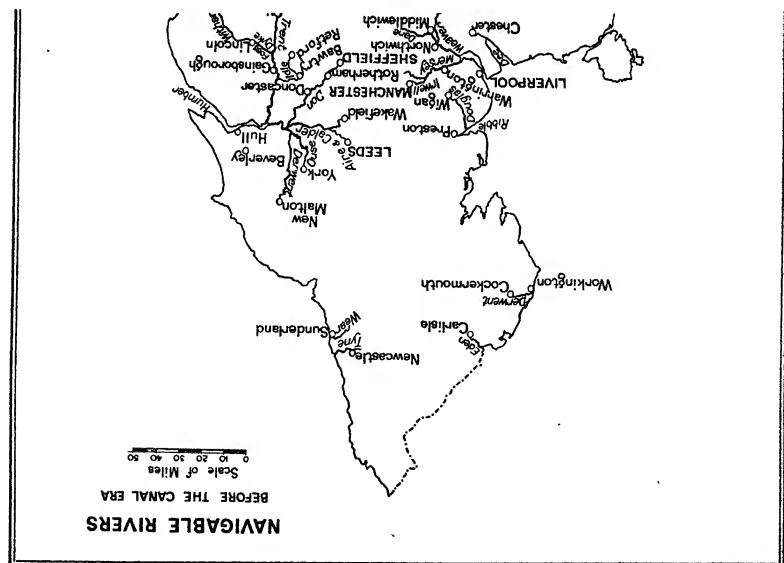 NAVIGABLE RIVERS
BEFORE THE CANAL ERA
Scale of Miles
0 10 20 30 40 50
Newcastle
Tyne
Wear
Sunderland
Eden
Carlisle
Derwent
Cockermouth
Workington
New
Malton
Derwent
York
Ouse
Beverley
Hull
Humber
LEEDS
Aire & Calder
Wakefield
Preston
Ribble
Douglas
Wigan
MANCHESTER
Irwell
Mersey
Warrington
LIVERPOOL
Don
Doncaster
Rotherham
SHEFFIELD
Gainsborough
Bawtry
Idle
Retford
Trent
Foss Dyke
Lincoln
Northwich
Weaver
Dane
Middlewich
Dee
Chester